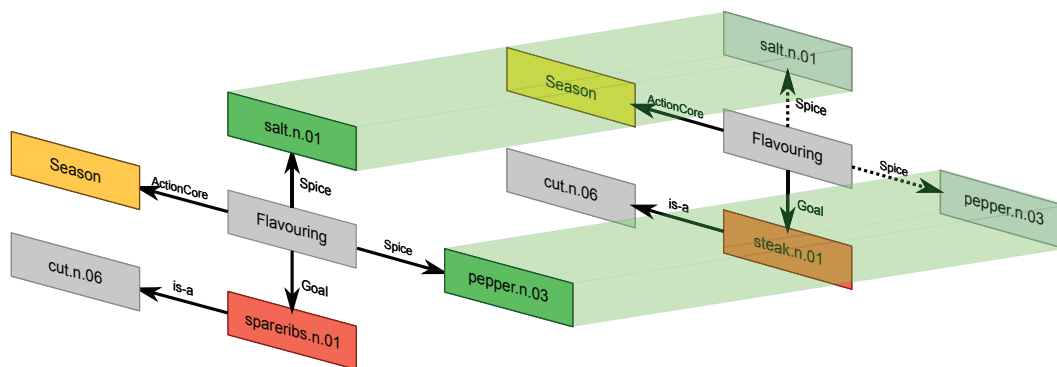 salt.n.01
Season
ActionCore
Spice
Flavouring
Spice
cut.n.06
is-a
Goal
pepper.n.03
spareribs.n.01
salt.n.01
Season
ActionCore
Spice
Flavouring
Spice
cut.n.06
is-a
Goal
pepper.n.03
steak.n.01